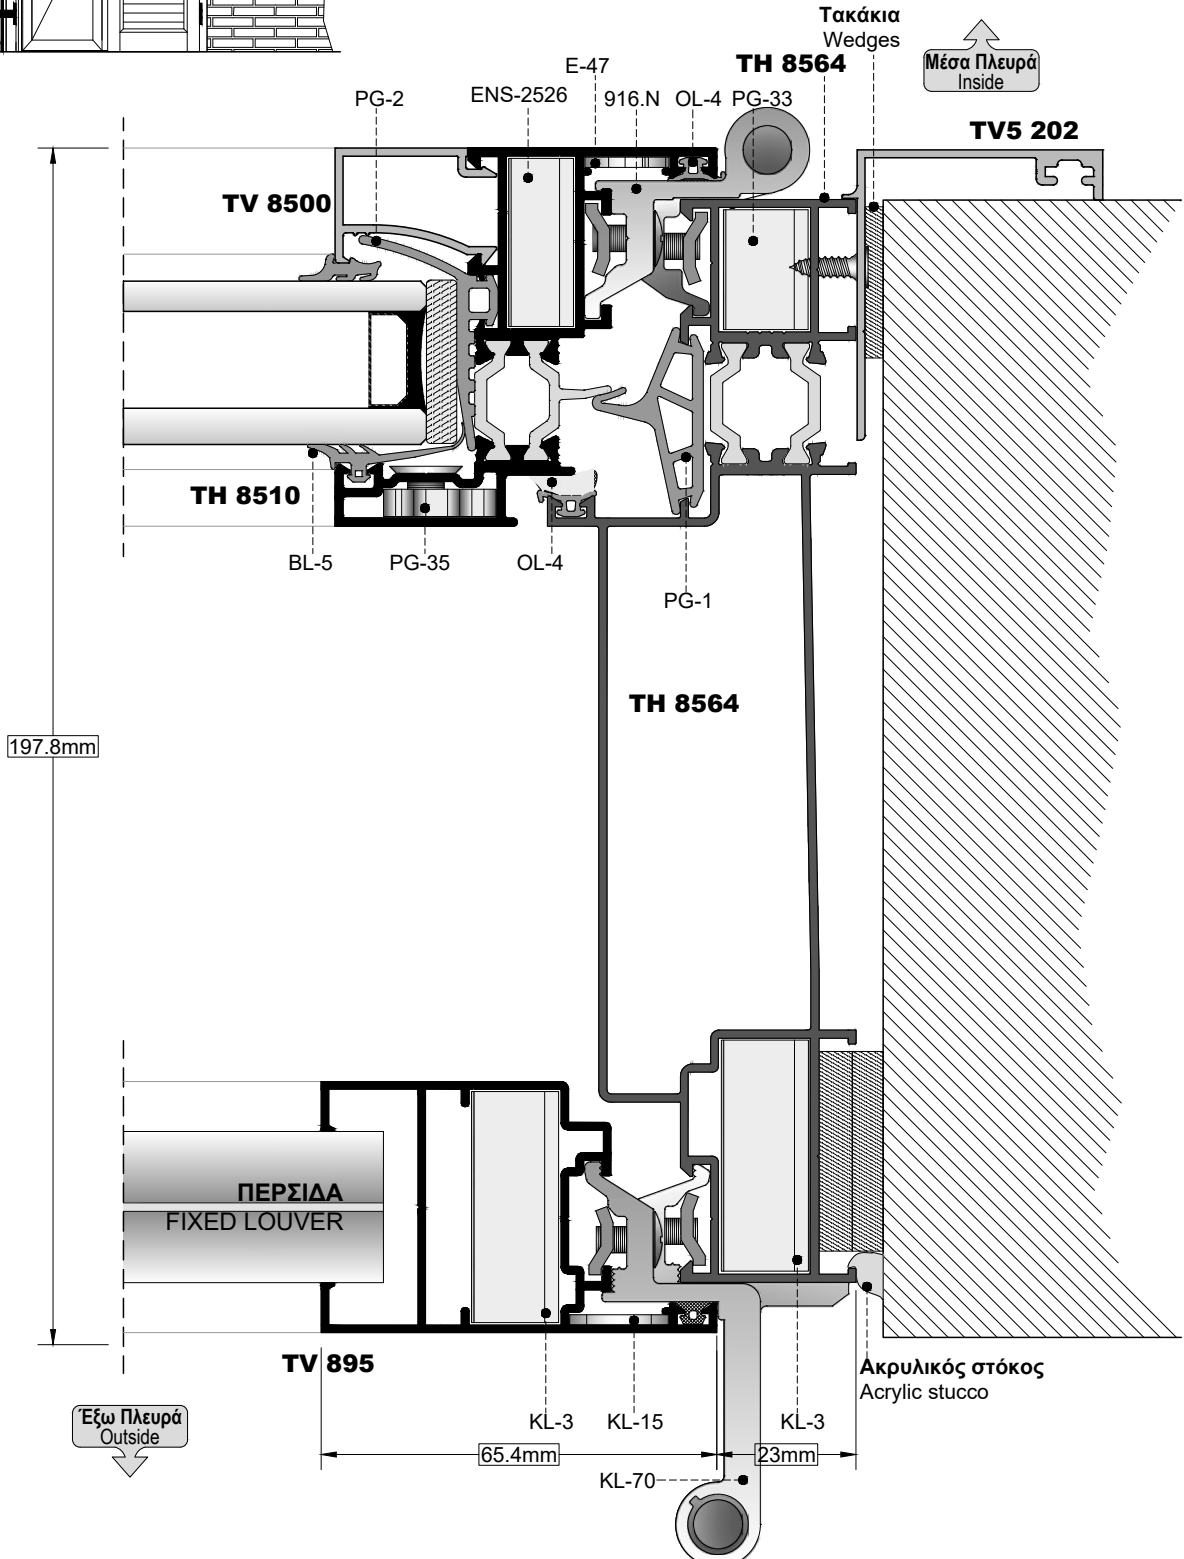 Τακάκια
Wedges
Μέσα Πλευρά
Inside
E-47
TH 8564
PG-2
ENS-2526
916.N
OL-4
PG-33
TV5 202
TV 8500
TH 8510
BL-5
PG-35
OL-4
PG-1
TH 8564
197.8mm
ΠΕΡΣΙΔΑ
FIXED LOUVER
TV 895
Ακρυλικός στόκος
Acrylic stucco
Έξω Πλευρά
Outside
KL-3
KL-15
KL-3
65.4mm
23mm
KL-70